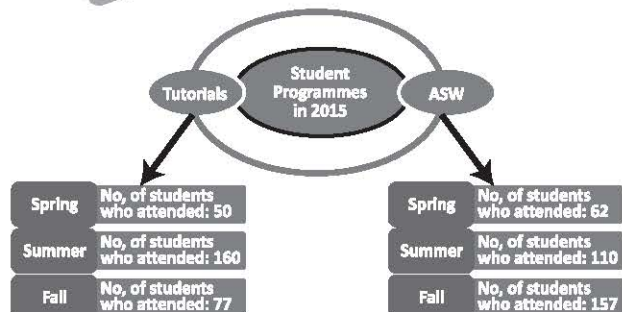 Student
Programmes
in 2015
Tutorials
ASW
Spring
No, of students
who attended: 50
Summer
No, of students
who attended: 160
Fall
No, of students
who attended: 77
Spring
No, of students
who attended: 62
Summer
No, of students
who attended: 110
Fall
No, of students
who attended: 157